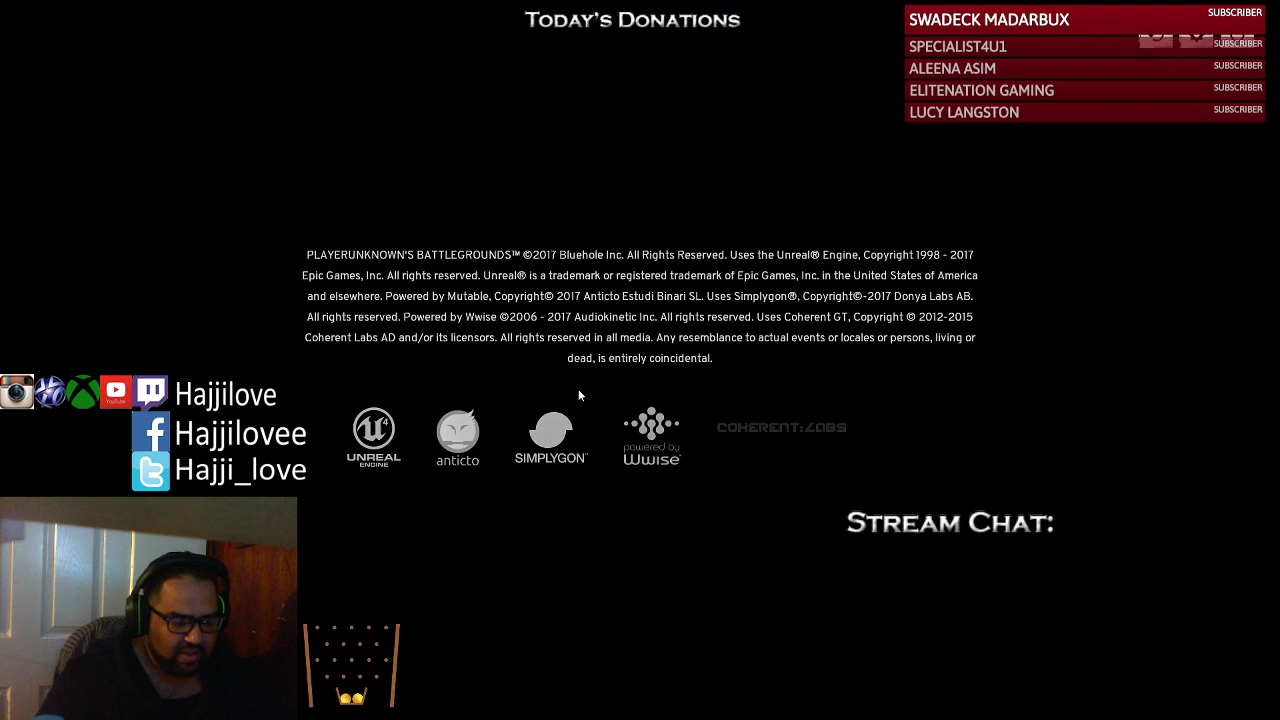 Today's Donations
SWADECK MADARBUX SUBSCRIBER
SPECIALIST4U1 SUBSCRIBER
ALEENA ASIM SUBSCRIBER
ELITENATION GAMING SUBSCRIBER
LUCY LANGSTON SUBSCRIBER
PLAYERUNKNOWN'S BATTLEGROUNDS™ ©2017 Bluehole Inc. All Rights Reserved. Uses the Unreal® Engine, Copyright 1998 - 2017
Epic Games, Inc. All rights reserved. Unreal® is a trademark or registered trademark of Epic Games, Inc. in the United States of America
and elsewhere. Powered by Mutable, Copyright© 2017 Anticto Estudi Binari SL. Uses Simplygon®, Copyright©-2017 Donya Labs AB.
All rights reserved. Powered by Wwise ©2006 - 2017 Audiokinetic Inc. All rights reserved. Uses Coherent GT, Copyright © 2012-2015
Coherent Labs AD and/or its licensors. All rights reserved in all media. Any resemblance to actual events or locales or persons, living or
dead, is entirely coincidental.
YouTube
Hajjilove
Hajjilovee
Hajji_love
4
UNREAL
ENGINE
anticto
SIMPLYGON™
powered by
Wwise
COHERENT:LABS
Stream Chat: